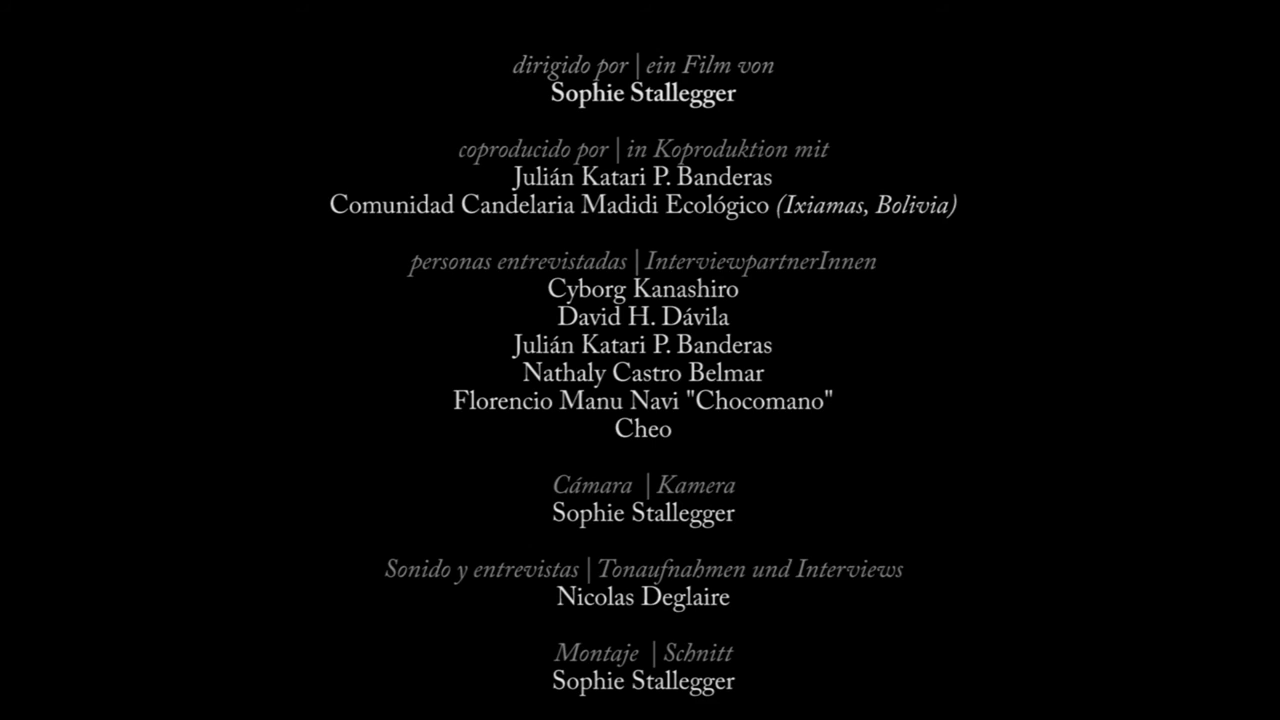 dirigido por | ein Film von
Sophie Stallegger
coproducido por | in Koproduktion mit
Julián Katari P. Banderas
Comunidad Candelaria Madidi Ecológico (Ixiamas, Bolivia)
personas entrevistadas | InterviewpartnerInnen
Cyborg Kanashiro
David H. Dávila
Julián Katari P. Banderas
Nathaly Castro Belmar
Florencio Manu Navi "Chocomano"
Cheo
Cámara | Kamera
Sophie Stallegger
Sonido y entrevistas | Tonaufnahmen und Interviews
Nicolas Deglaire
Montaje | Schnitt
Sophie Stallegger